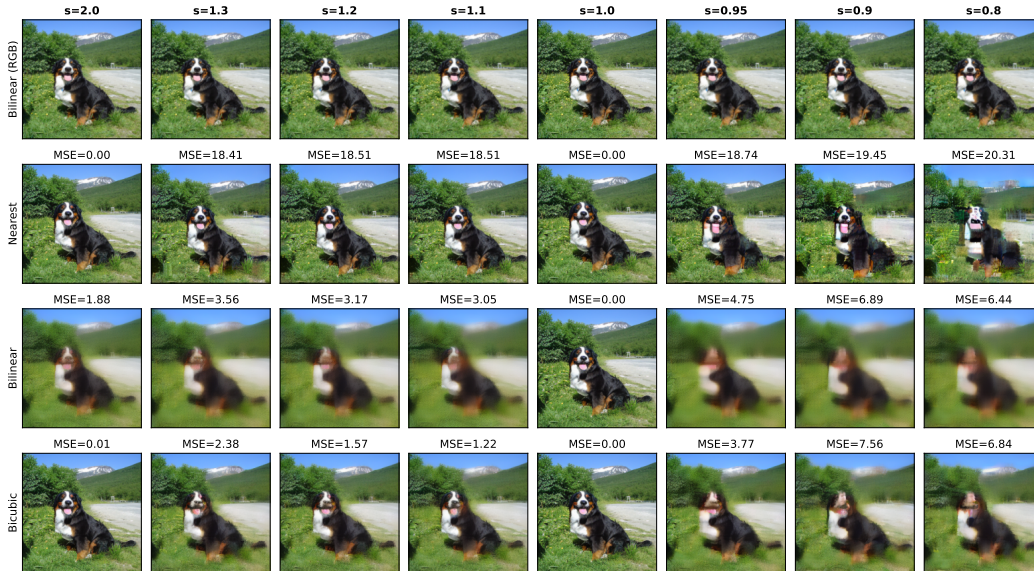 s=2.0 s=1.3 s=1.2 s=1.1 s=1.0 s=0.95 s=0.9 s=0.8
Bilinear (RGB)
MSE=0.00 MSE=18.41 MSE=18.51 MSE=18.51 MSE=0.00 MSE=18.74 MSE=19.45 MSE=20.31
Nearest
MSE=1.88 MSE=3.56 MSE=3.17 MSE=3.05 MSE=0.00 MSE=4.75 MSE=6.89 MSE=6.44
Bilinear
MSE=0.01 MSE=2.38 MSE=1.57 MSE=1.22 MSE=0.00 MSE=3.77 MSE=7.56 MSE=6.84
Bicubic